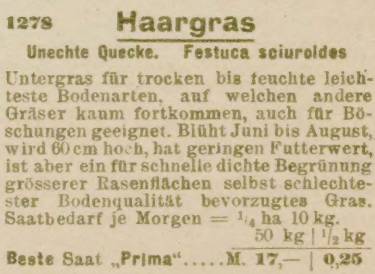 1278 Haargras
Unechte Quecke. Festuca sciuroides
Untergras für trocken bis feuchte leich-
teste Bodenarten, auf welchen andere
Gräser kaum fortkommen, auch für Bö-
schungen geeignet. Blüht Juni bis August,
wird 60 cm hoch, hat geringen Futterwert,
ist aber ein für schnelle dichte Begrünung
grösserer Rasenflächen selbst schlechte-
ster Bodenqualität bevorzugtes Gras.
Saatbedarf je Morgen = ¼ ha 10 kg.
50 kg | ½ kg
Beste Saat „Prima“.....M. 17,— | 0,25